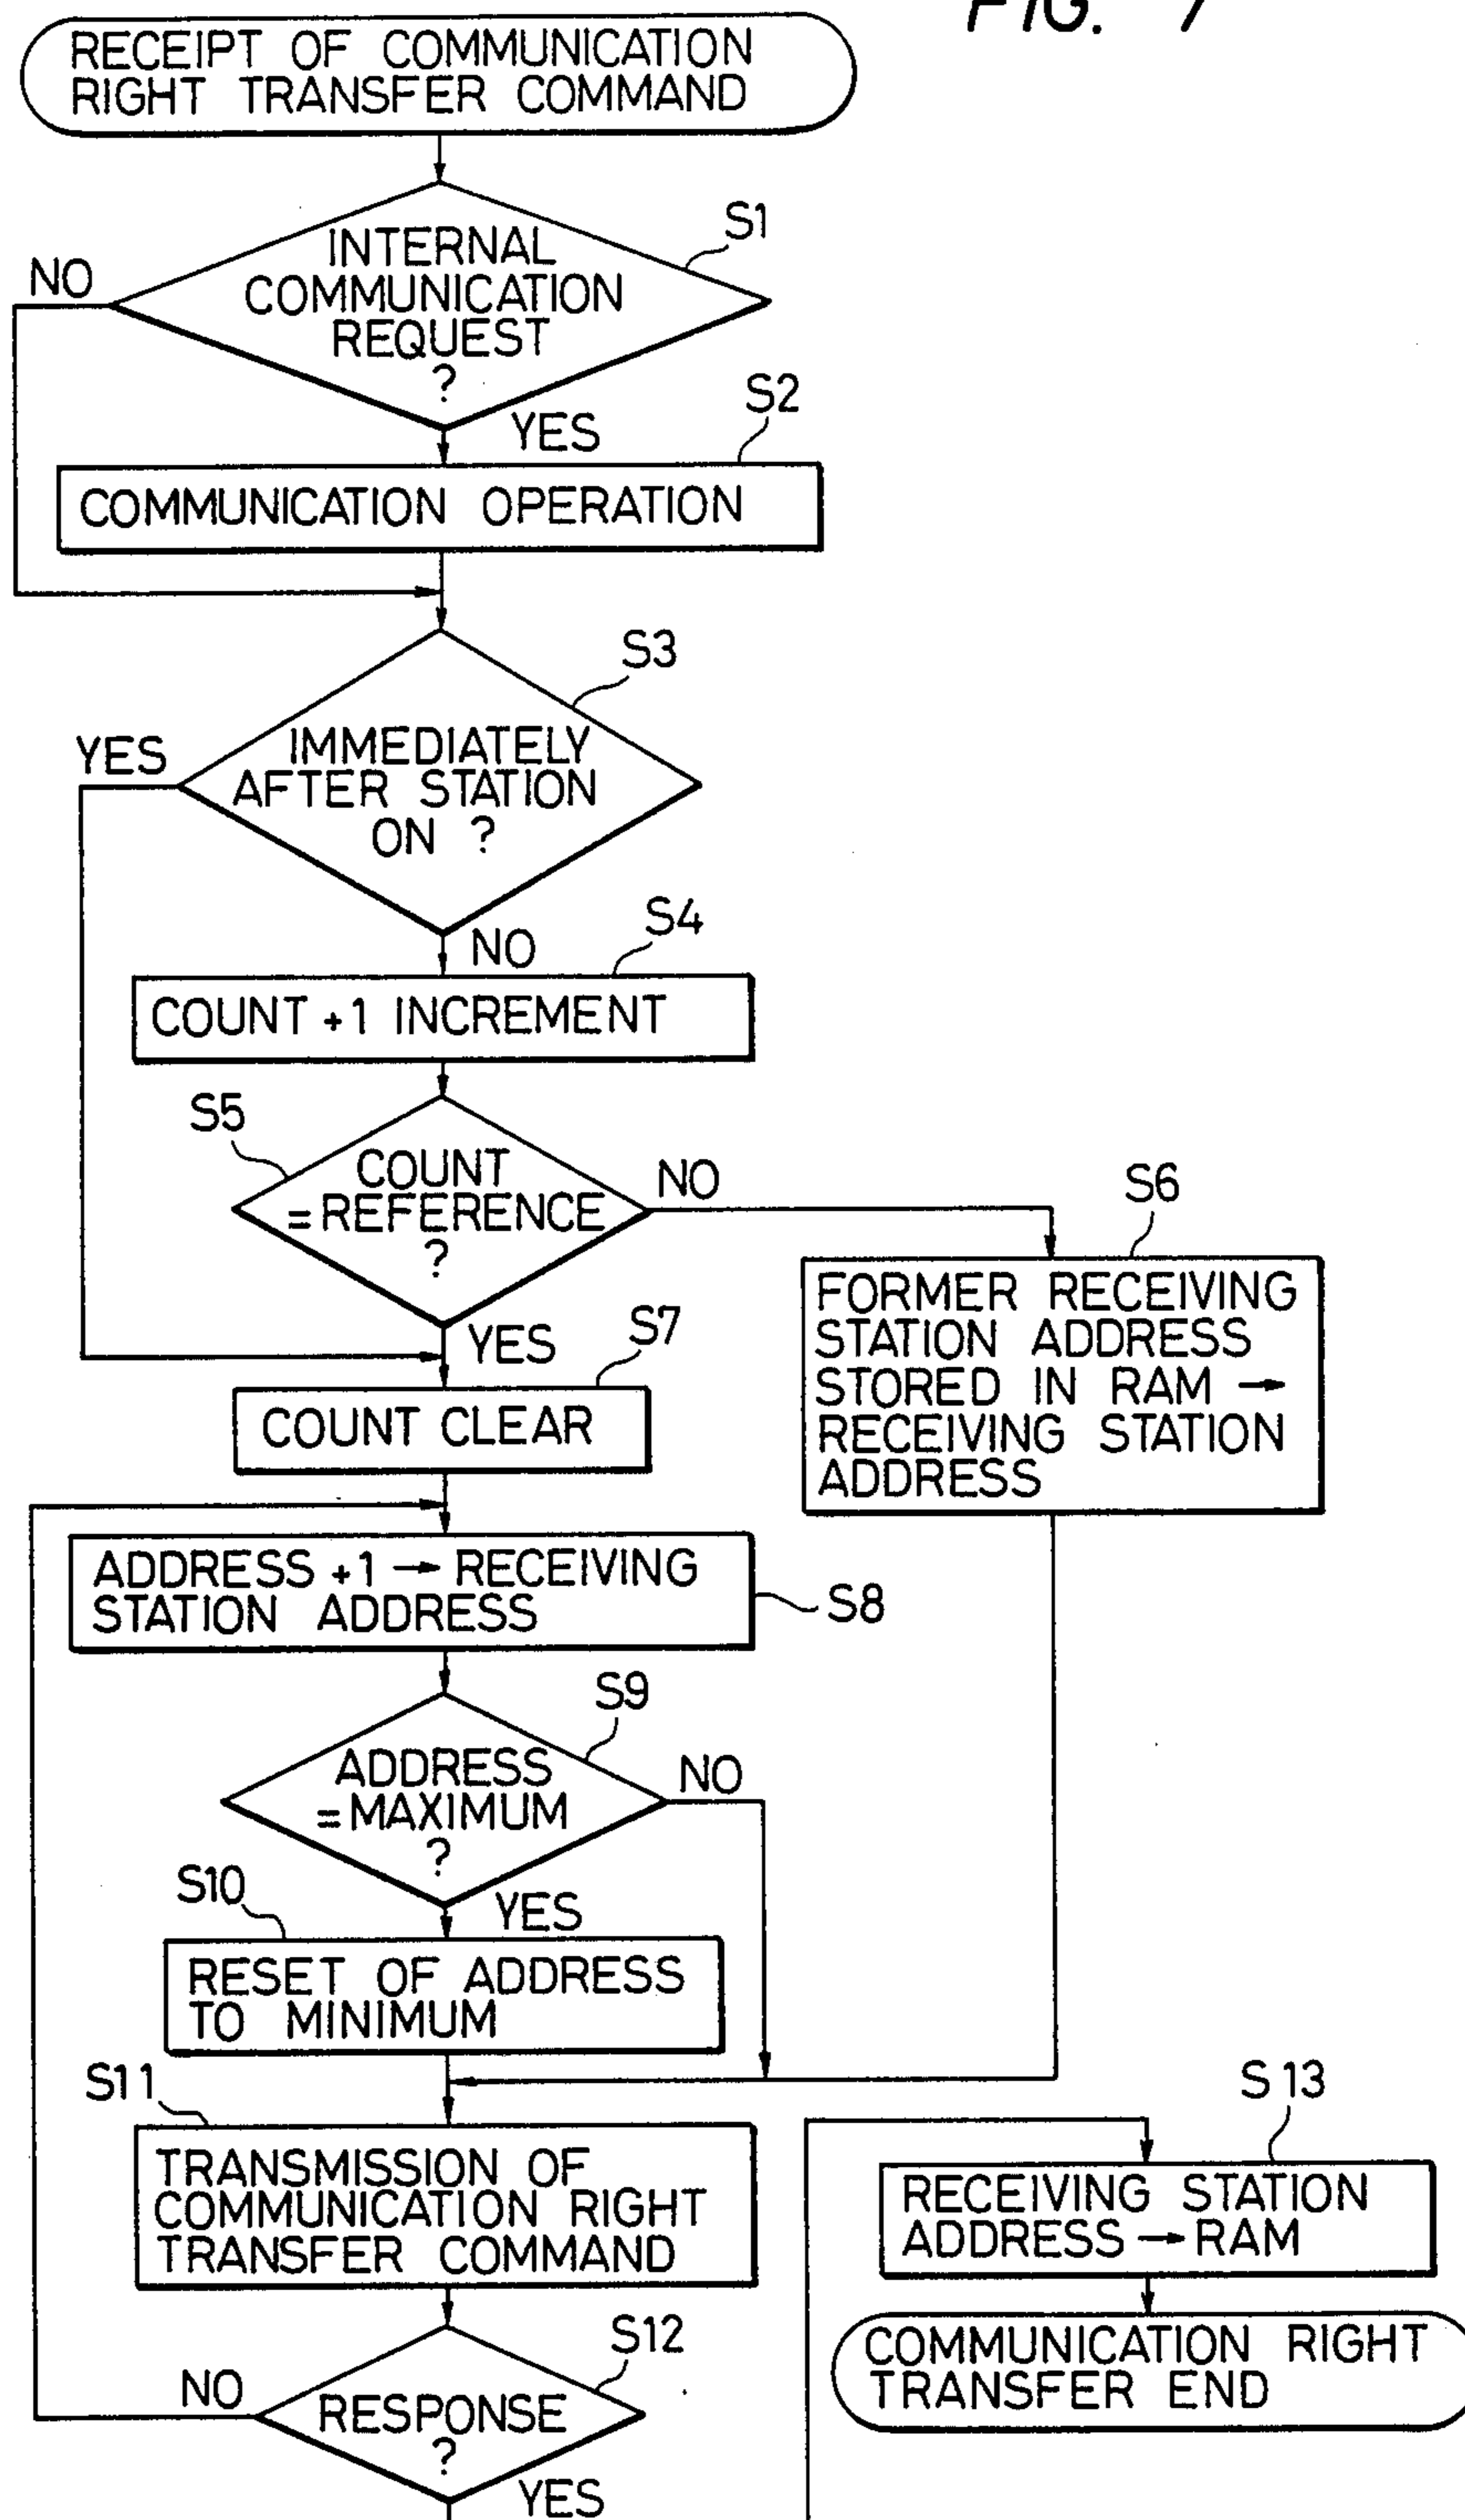 FIG. 7
RECEIPT OF COMMUNICATION
RIGHT TRANSFER COMMAND
S1
INTERNAL
COMMUNICATION
REQUEST
?
NO
YES
S2
COMMUNICATION OPERATION
S3
IMMEDIATELY
AFTER STATION
ON ?
YES
NO
S4
COUNT +1 INCREMENT
S5
COUNT
=REFERENCE
?
NO
YES
S6
FORMER RECEIVING
STATION ADDRESS
STORED IN RAM →
RECEIVING STATION
ADDRESS
S7
COUNT CLEAR
ADDRESS +1 → RECEIVING
STATION ADDRESS
S8
S9
ADDRESS
=MAXIMUM
?
NO
YES
S10
RESET OF ADDRESS
TO MINIMUM
S11
TRANSMISSION OF
COMMUNICATION RIGHT
TRANSFER COMMAND
S12
RESPONSE
?
NO
YES
S13
RECEIVING STATION
ADDRESS → RAM
COMMUNICATION RIGHT
TRANSFER END